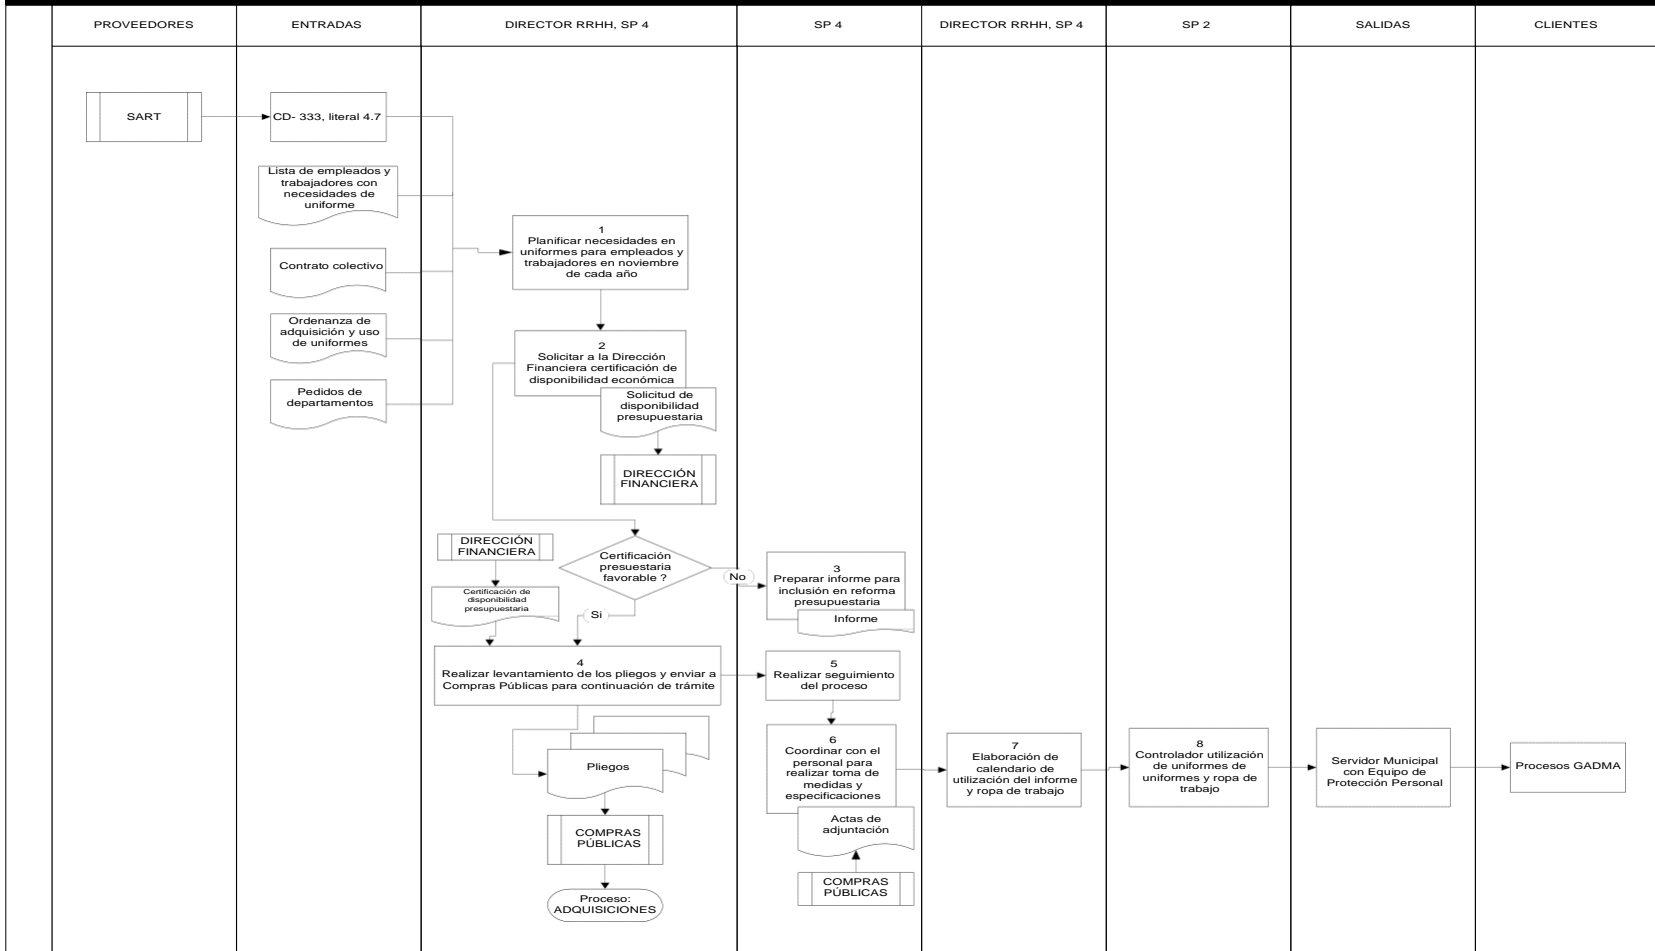 PROVEEDORES
ENTRADAS
DIRECTOR RRHH, SP 4
SP 4
DIRECTOR RRHH, SP 4
SP 2
SALIDAS
CLIENTES
SART
CD- 333, literal 4.7
Lista de empleados y
trabajadores con
necesidades de
uniforme
Contrato colectivo
Ordenanza de
adquisición y uso
de uniformes
Pedidos de
departamentos
1
Planificar necesidades en
uniformes para empleados y
trabajadores en noviembre
de cada año
2
Solicitar a la Dirección
Financiera certificación de
disponibilidad económica
Solicitud de
disponibilidad
presupuestaria
DIRECCIÓN
FINANCIERA
DIRECCIÓN
FINANCIERA
Certificación de
disponibilidad
presupuestaria
Certificación
presuestaria
favorable ?
No
Si
3
Preparar informe para
inclusión en reforma
presupuestaria
Informe
4
Realizar levantamiento de los pliegos y enviar a
Compras Públicas para continuación de trámite
Pliegos
COMPRAS
PÚBLICAS
Proceso:
ADQUISICIONES
5
Realizar seguimiento
del proceso
6
Coordinar con el
personal para
realizar toma de
medidas y
especificaciones
Actas de
adjuntación
COMPRAS
PÚBLICAS
7
Elaboración de
calendario de
utilización del informe
y ropa de trabajo
8
Controlador utilización
de uniformes de
uniformes y ropa de
trabajo
Servidor Municipal
con Equipo de
Protección Personal
Procesos GADMA